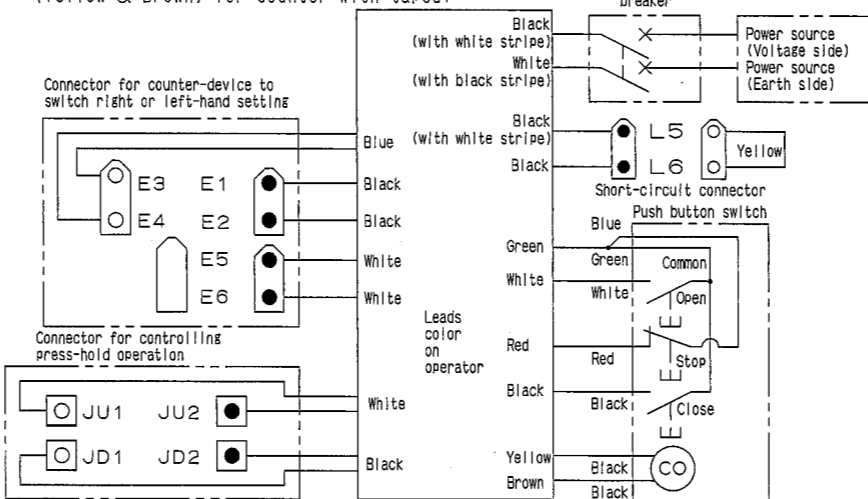 (Yellow & Brown) for counter with
breaker
Black
(with white stripe)
White
(with black stripe)
Power source
(Voltage side)
Power source
(Earth side)
Connector for counter-device to
switch right or left-hand setting
Blue
Black
(with white stripe)
Black
L5
L6
Yellow
Short-circuit connector
E3 E1
E4 E2
E5
E6
Black
Black
White
White
Push button switch
Blue
Green
Green
Common
White
White
Open
Red
Red
Stop
Black
Black
Close
Leads
color
on
operator
Connector for controlling
press-hold operation
JU1 JU2
JD1 JD2
White
Black
Yellow
Brown
Black
Black
CO